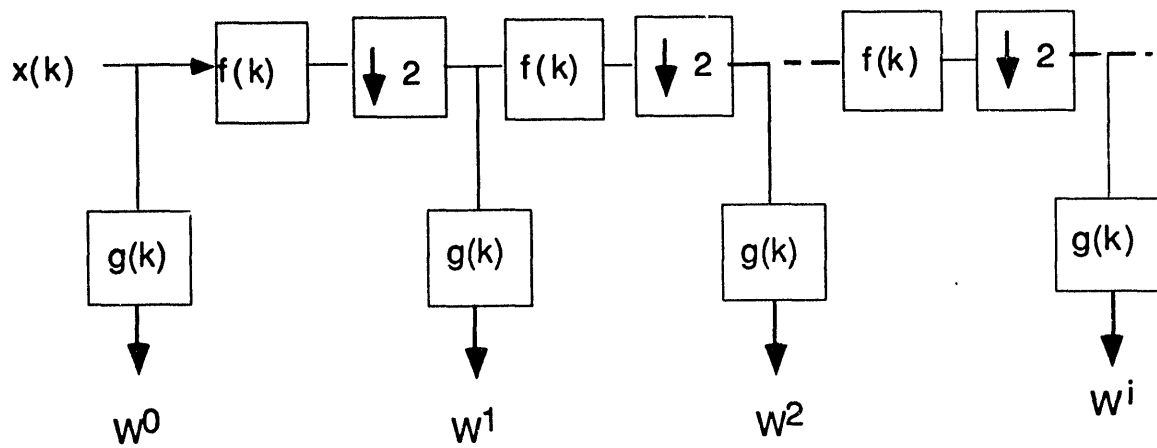 x(k) f(k) 2 f(k) 2 f(k) 2
g(k) g(k) g(k) g(k)
W⁰ W¹ W² Wⁱ